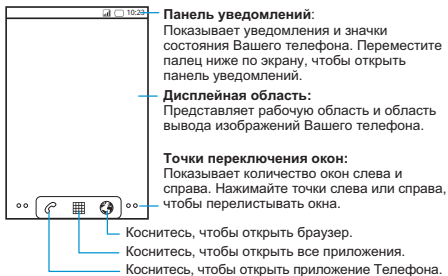 10:23
Панель уведомлений:
Показывает уведомления и значки
состояния Вашего телефона. Переместите
палец ниже по экрану, чтобы открыть
панель уведомлений.
Дисплейная область:
Представляет рабочую область и область
вывода изображений Вашего телефона.
Точки переключения окон:
Показывает количество окон слева и
справа. Нажимайте точки слева или справа,
чтобы перелистывать окна.
Коснитесь, чтобы открыть браузер.
Коснитесь, чтобы открыть все приложения.
Коснитесь, чтобы открыть приложение Телефона.